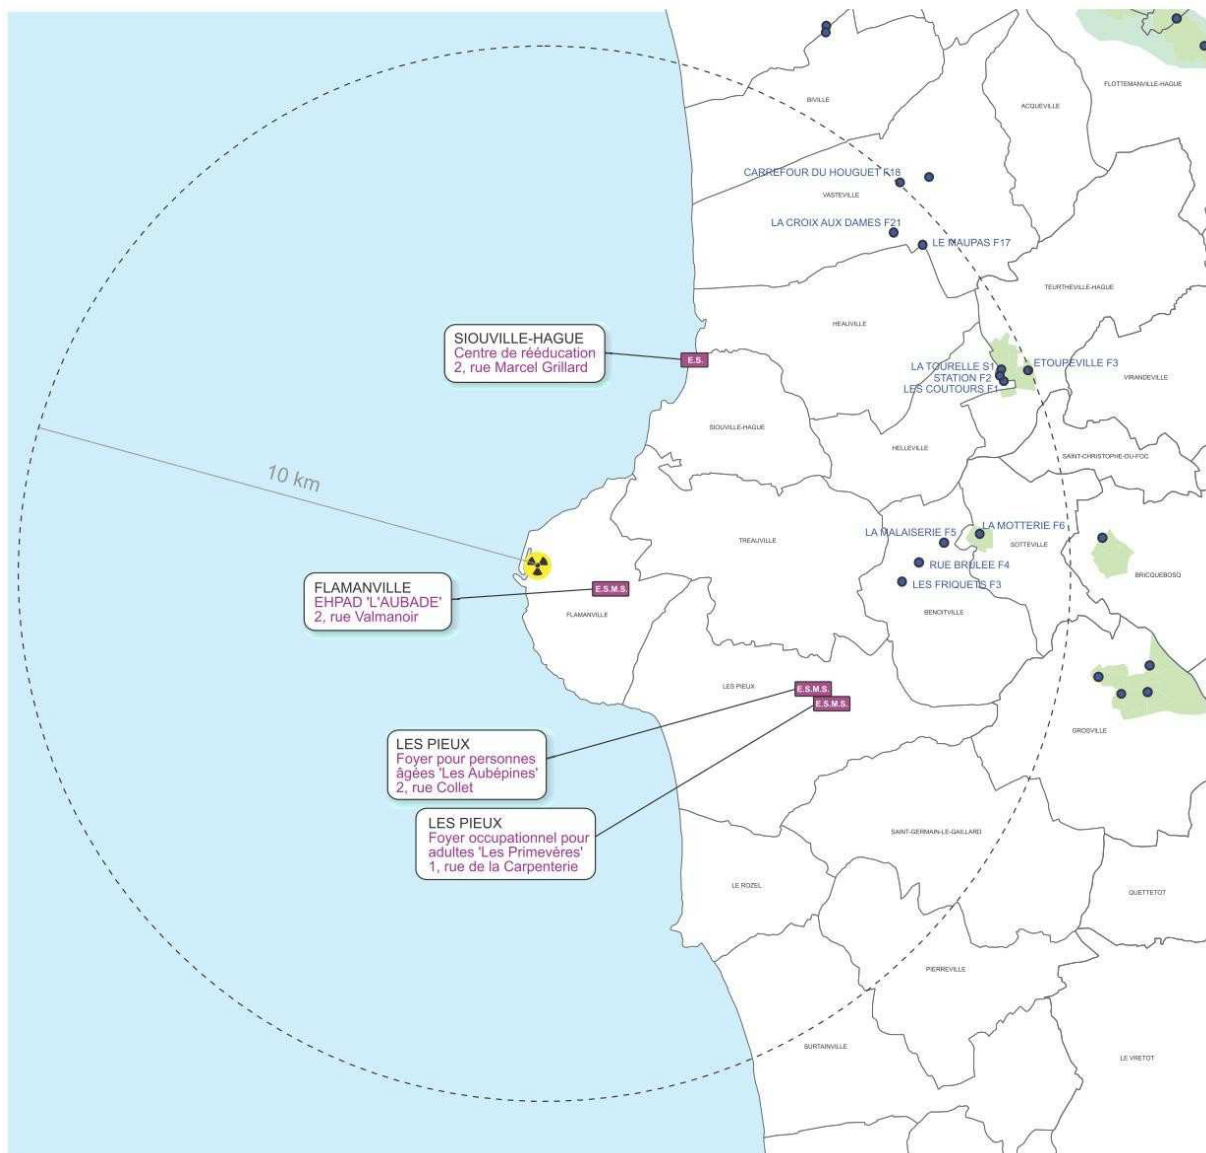 FLOTTEMANVILLE-HAGUE
BIVILLE
ACQUEVILLE
CARREFOUR DU HOUGUET F18
VASTEVILLE
LA CROIX AUX DAMES F21
LE MAUPAS F17
TEURTHEVILLE-HAGUE
HEAUVILLE
SIOUVILLE-HAGUE
Centre de rééducation
2, rue Marcel Grillard
E.S.
LA TOURELLE S1
ETOUPEVILLE F3
STATION F2
LES COUTOURS F1
VIRANDEVILLE
SIOUVILLE-HAGUE
HELLEVILLE
SAINT-CHRISTOPHE-DU-FOC
10 km
LA MALAISERIE F5
LA MOTTERIE F6
TREAUVILLE
SOTTEVILLE
RUE BRULEE F4
BRICQUEBOSQ
LES FRIQUETS F3
FLAMANVILLE
EHPAD 'L'AUBADE'
2, rue Valmanoir
E.S.M.S.
FLAMANVILLE
BENOITVILLE
LES PIEUX
E.S.M.S.
E.S.M.S.
GROSVILLE
LES PIEUX
Foyer pour personnes
âgées 'Les Aubépines'
2, rue Collet
LES PIEUX
Foyer occupationnel pour
adultes 'Les Primevères'
1, rue de la Carpenterie
SAINT-GERMAIN-LE-GAILLARD
LE ROZEL
QUETTETOT
PIERREVILLE
SURTAINVILLE
LE VRETOT